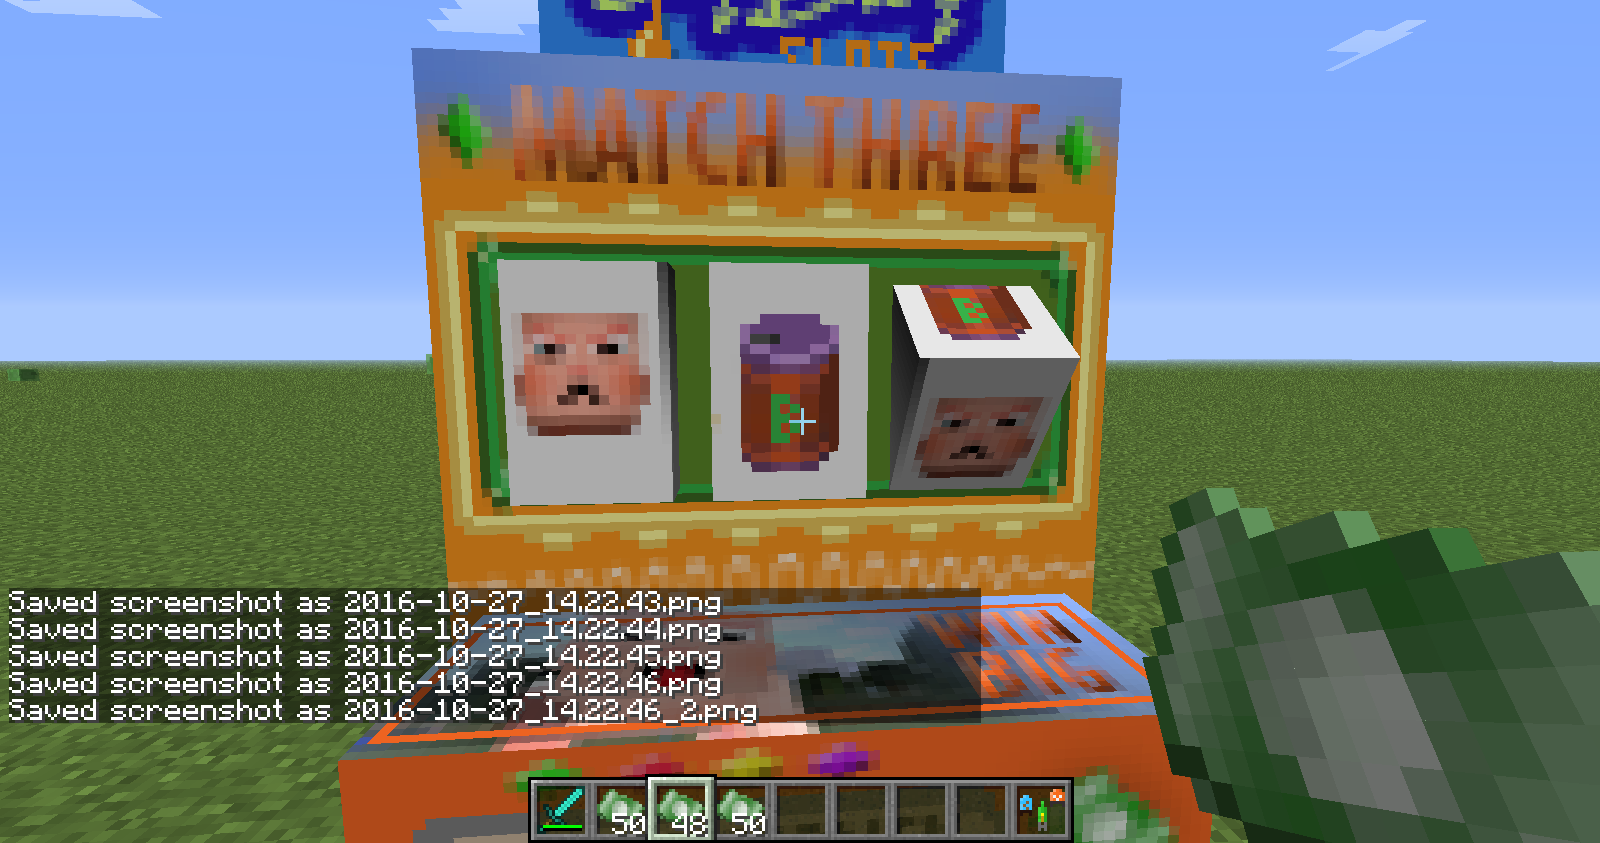 SLOTS
MATCH THREE
B
B
WIN
BIG
Saved screenshot as 2016-10-27_14.22.43.png
Saved screenshot as 2016-10-27_14.22.44.png
Saved screenshot as 2016-10-27_14.22.45.png
Saved screenshot as 2016-10-27_14.22.46.png
Saved screenshot as 2016-10-27_14.22.46_2.png
50 48 50